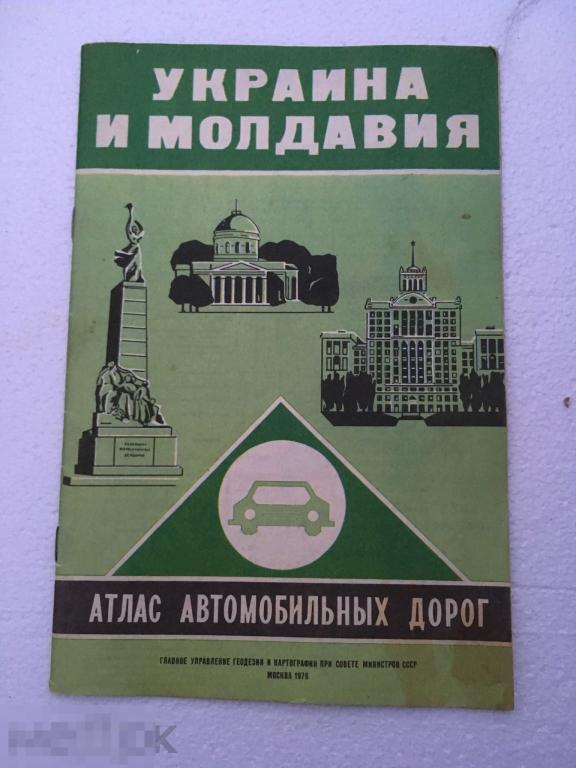 УКРАИНА
И МОЛДАВИЯ
АТЛАС АВТОМОБИЛЬНЫХ ДОРОГ
ГЛАВНОЕ УПРАВЛЕНИЕ ГЕОДЕЗИИ И КАРТОГРАФИИ ПРИ СОВЕТЕ МИНИСТРОВ СССР
МОСКВА 1976